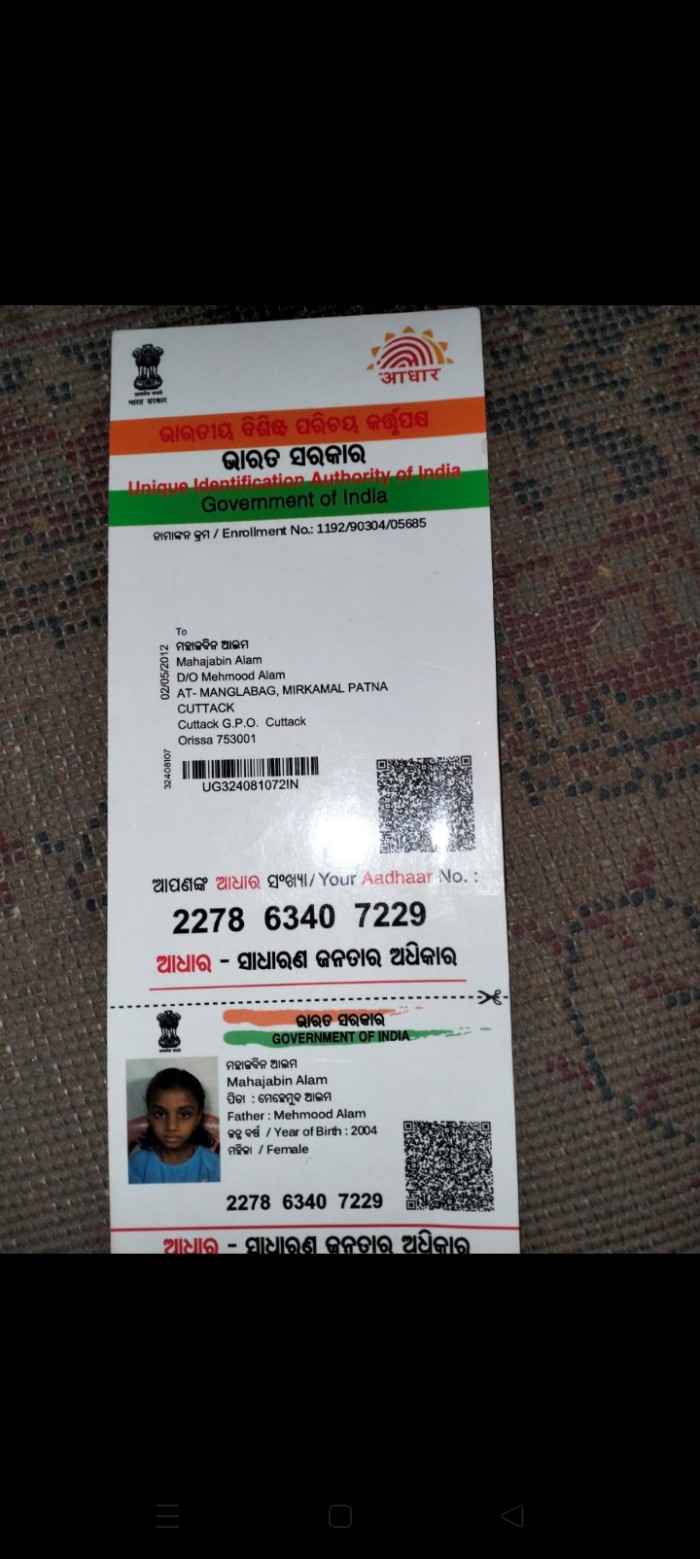 आधार
भारत सरकार
ଭାରତୀୟ ବିଶିଷ୍ଟ ପରିଚୟ କର୍ତ୍ତୃପକ୍ଷ
ଭାରତ ସରକାର
Unique Identification Authority of India
Government of India
ନାମାଙ୍କନ କ୍ରମ / Enrollment No.: 1192/90304/05685
02/05/2012
To
ମହାଜବିନ ଆଲମ
Mahajabin Alam
D/O Mehmood Alam
AT- MANGLABAG, MIRKAMAL PATNA
CUTTACK
Cuttack G.P.O. Cuttack
Orissa 753001
32408107
UG324081072IN
ଆପଣଙ୍କ ଆଧାର ସଂଖ୍ୟା/ Your Aadhaar No. :
2278 6340 7229
ଆଧାର - ସାଧାରଣ ଜନତାର ଅଧିକାର
ଭାରତ ସରକାର
GOVERNMENT OF INDIA
ମହାଜବିନ ଆଲମ
Mahajabin Alam
ପିତା : ମେହେମୁଦ ଆଲମ
Father : Mehmood Alam
ଜନ୍ମ ବର୍ଷ / Year of Birth : 2004
ମହିଳା / Female
2278 6340 7229
ଆଧାର - ସାଧାରଣ ଜନତାର ଅଧିକାର